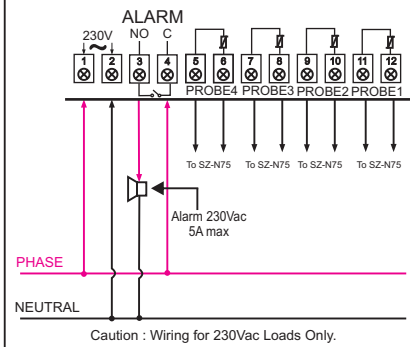 ALARM
230V NO C
~
1 2 3 4 5 6 7 8 9 10 11 12
PROBE4 PROBE3 PROBE2 PROBE1
To SZ-N75 To SZ-N75 To SZ-N75 To SZ-N75
Alarm 230Vac
5A max
PHASE
NEUTRAL
Caution : Wiring for 230Vac Loads Only.